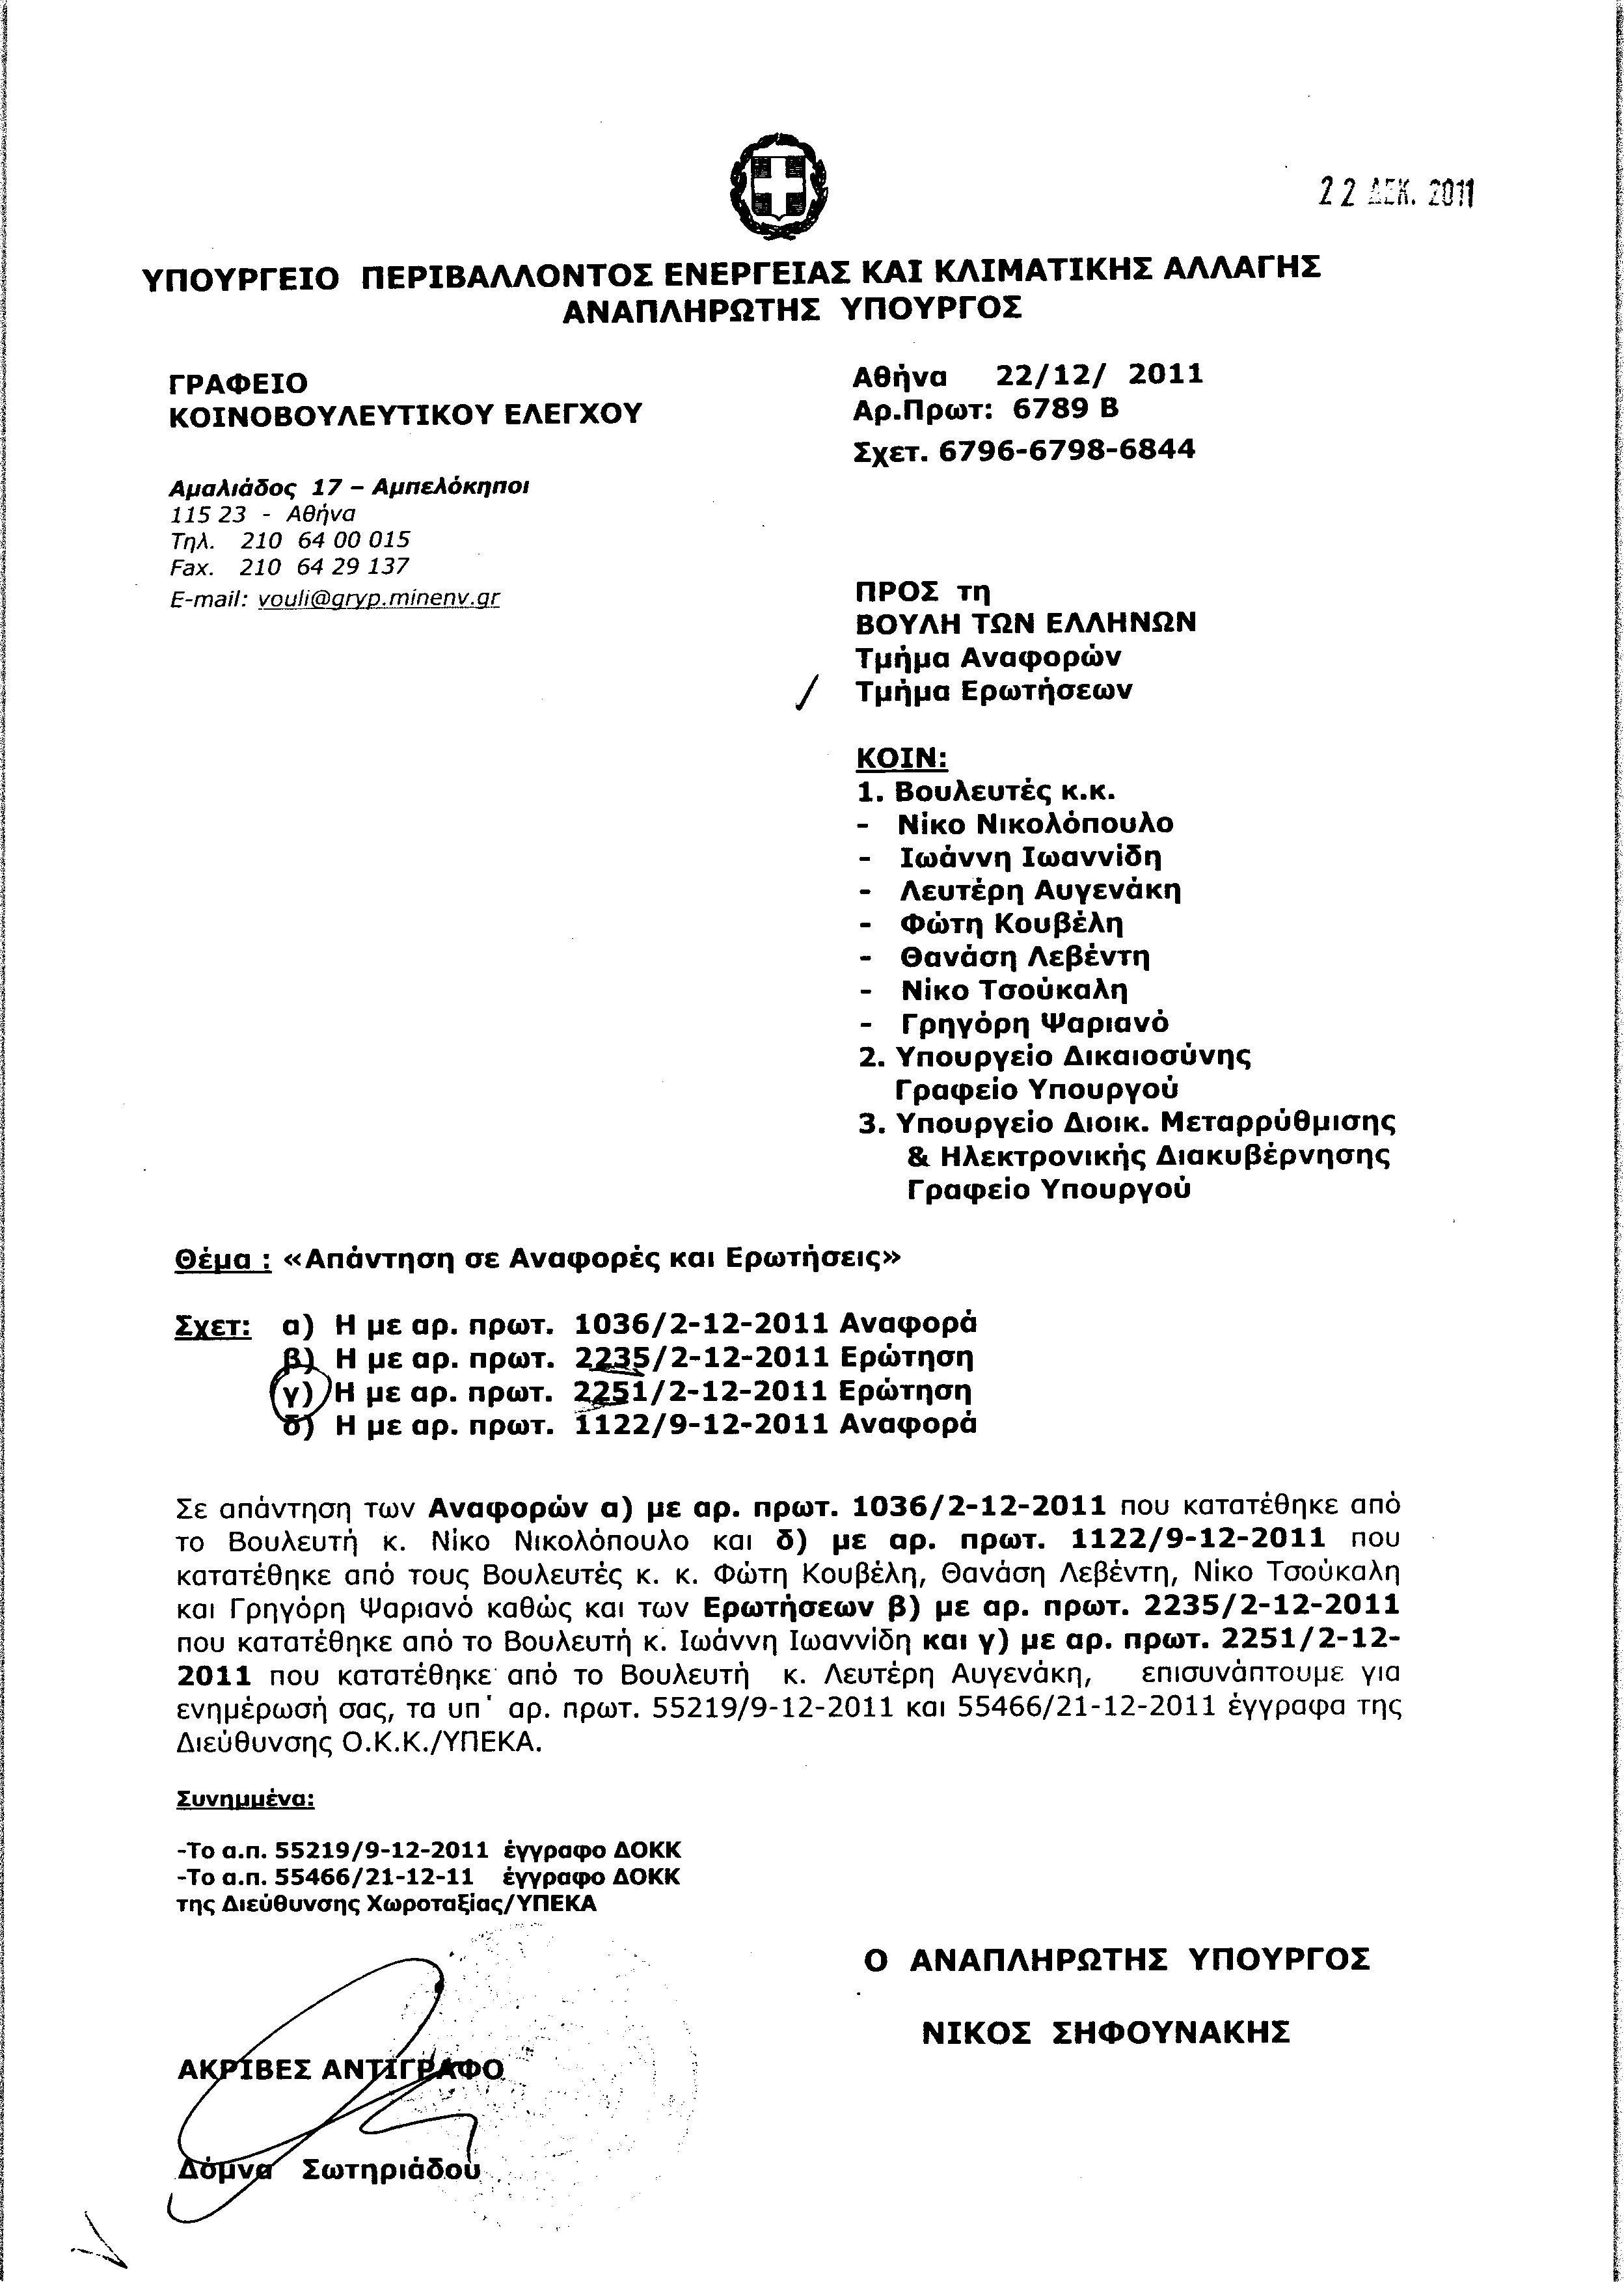 22 ΔΕΚ. 2011
ΥΠΟΥΡΓΕΙΟ ΠΕΡΙΒΑΛΛΟΝΤΟΣ ΕΝΕΡΓΕΙΑΣ ΚΑΙ ΚΛΙΜΑΤΙΚΗΣ ΑΛΛΑΓΗΣ
ΑΝΑΠΛΗΡΩΤΗΣ ΥΠΟΥΡΓΟΣ
ΓΡΑΦΕΙΟ
ΚΟΙΝΟΒΟΥΛΕΥΤΙΚΟΥ ΕΛΕΓΧΟΥ
Αμαλιάδος 17 – Αμπελόκηποι
115 23 - Αθήνα
Τηλ. 210 64 00 015
Fax. 210 64 29 137
E-mail: vouli@gryp.minenv.gr
Αθήνα 22/12/ 2011
Αρ.Πρωτ: 6789 Β
Σχετ. 6796-6798-6844
ΠΡΟΣ τη
ΒΟΥΛΗ ΤΩΝ ΕΛΛΗΝΩΝ
Τμήμα Αναφορών
Τμήμα Ερωτήσεων
ΚΟΙΝ:
1. Βουλευτές κ.κ.
- Νίκο Νικολόπουλο
- Ιωάννη Ιωαννίδη
- Λευτέρη Αυγενάκη
- Φώτη Κουβέλη
- Θανάση Λεβέντη
- Νίκο Τσούκαλη
- Γρηγόρη Ψαριανό
2. Υπουργείο Δικαιοσύνης
Γραφείο Υπουργού
3. Υπουργείο Διοικ. Μεταρρύθμισης
& Ηλεκτρονικής Διακυβέρνησης
Γραφείο Υπουργού
Θέμα : «Απάντηση σε Αναφορές και Ερωτήσεις»
Σχετ: α) Η με αρ. πρωτ. 1036/2-12-2011 Αναφορά
β) Η με αρ. πρωτ. 2235/2-12-2011 Ερώτηση
γ) Η με αρ. πρωτ. 2251/2-12-2011 Ερώτηση
δ) Η με αρ. πρωτ. 1122/9-12-2011 Αναφορά
Σε απάντηση των Αναφορών α) με αρ. πρωτ. 1036/2-12-2011 που κατατέθηκε από
το Βουλευτή κ. Νίκο Νικολόπουλο και δ) με αρ. πρωτ. 1122/9-12-2011 που
κατατέθηκε από τους Βουλευτές κ. κ. Φώτη Κουβέλη, Θανάση Λεβέντη, Νίκο Τσούκαλη
και Γρηγόρη Ψαριανό καθώς και των Ερωτήσεων β) με αρ. πρωτ. 2235/2-12-2011
που κατατέθηκε από το Βουλευτή κ. Ιωάννη Ιωαννίδη και γ) με αρ. πρωτ. 2251/2-12-
2011 που κατατέθηκε από το Βουλευτή κ. Λευτέρη Αυγενάκη, επισυνάπτουμε για
ενημέρωσή σας, τα υπ' αρ. πρωτ. 55219/9-12-2011 και 55466/21-12-2011 έγγραφα της
Διεύθυνσης Ο.Κ.Κ./ΥΠΕΚΑ.
Συνημμένα:
-Το α.π. 55219/9-12-2011 έγγραφο ΔΟΚΚ
-Το α.π. 55466/21-12-11 έγγραφο ΔΟΚΚ
της Διεύθυνσης Χωροταξίας/ΥΠΕΚΑ
Ο ΑΝΑΠΛΗΡΩΤΗΣ ΥΠΟΥΡΓΟΣ
ΝΙΚΟΣ ΣΗΦΟΥΝΑΚΗΣ
ΑΚΡΙΒΕΣ ΑΝΤΙΓΡΑΦΟ
Δόμνα Σωτηριάδου